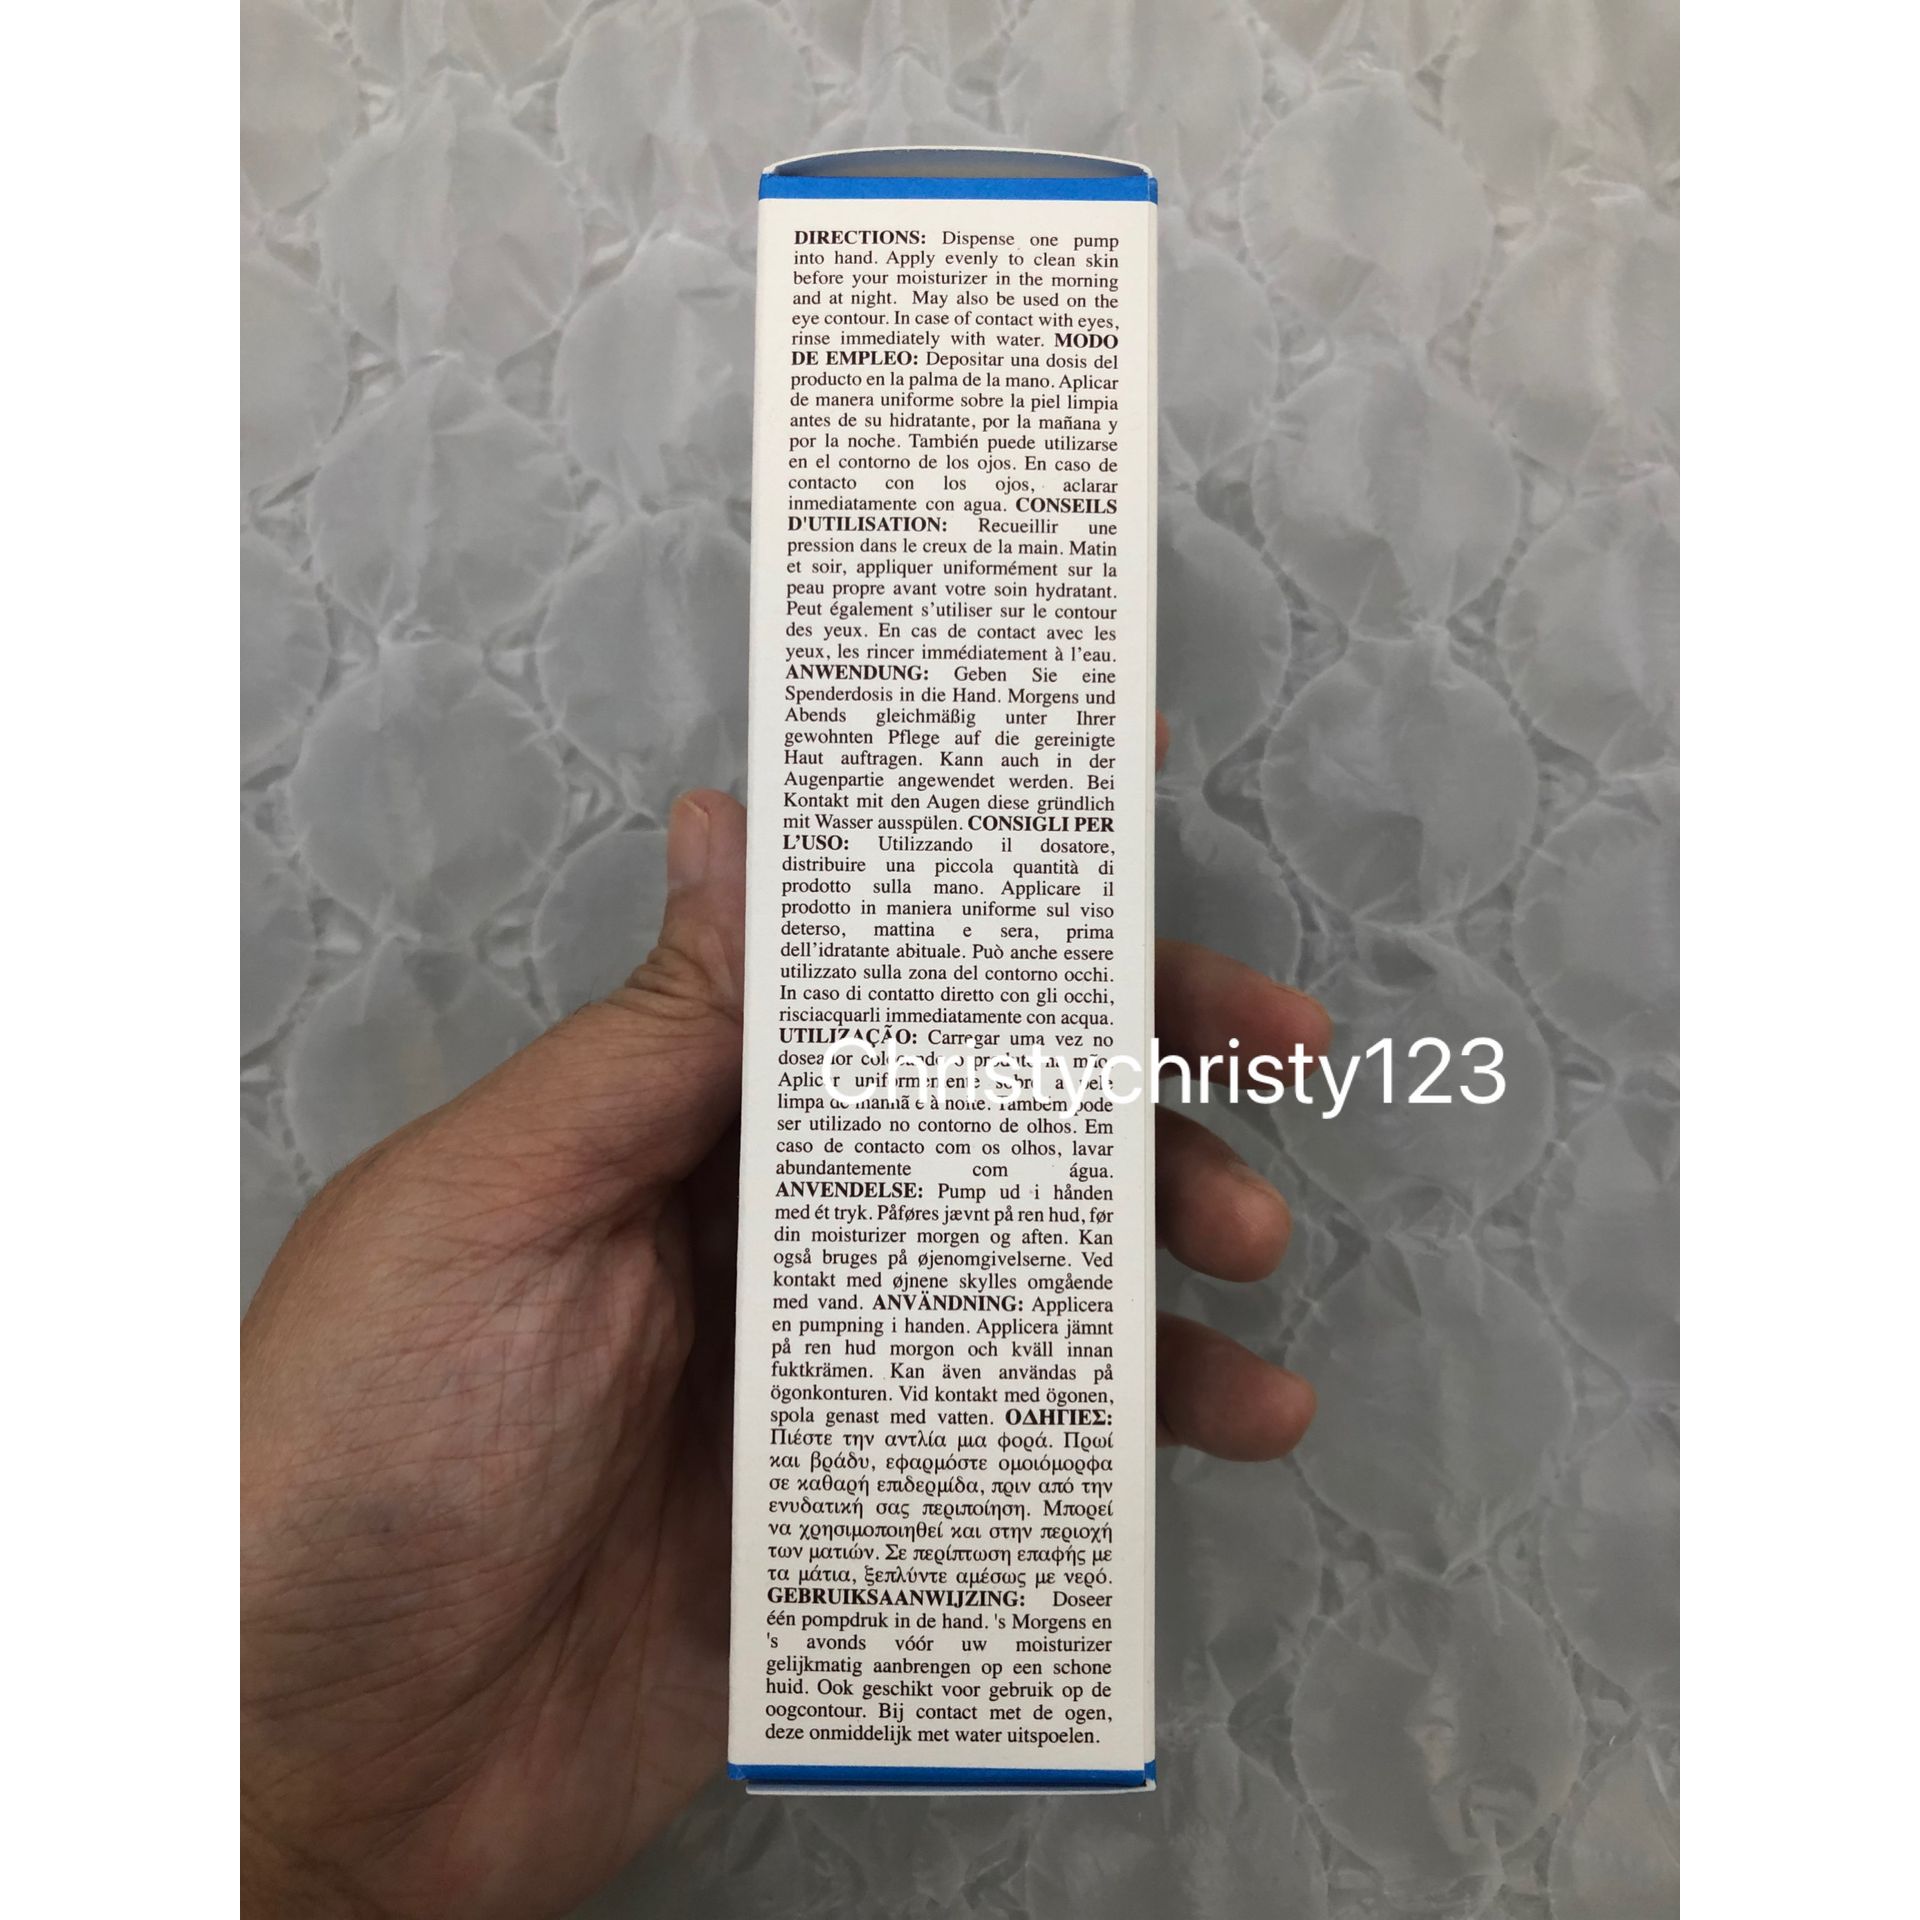 DIRECTIONS: Dispense one pump
into hand. Apply evenly to clean skin
before your moisturizer in the morning
and at night. May also be used on the
eye contour. In case of contact with eyes,
rinse immediately with water. MODO
DE EMPLEO: Depositar una dosis del
producto en la palma de la mano. Aplicar
de manera uniforme sobre la piel limpia
antes de su hidratante, por la mañana y
por la noche. También puede utilizarse
en el contorno de los ojos. En caso de
contacto con los ojos, aclarar
inmediatamente con agua. CONSEILS
D'UTILISATION: Recueillir une
pression dans le creux de la main. Matin
et soir, appliquer uniformément sur la
peau propre avant votre soin hydratant.
Peut également s’utiliser sur le contour
des yeux. En cas de contact avec les
yeux, les rincer immédiatement à l’eau.
ANWENDUNG: Geben Sie eine
Spenderdosis in die Hand. Morgens und
Abends gleichmäßig unter Ihrer
gewohnten Pflege auf die gereinigte
Haut auftragen. Kann auch in der
Augenpartie angewendet werden. Bei
Kontakt mit den Augen diese gründlich
mit Wasser ausspülen. CONSIGLI PER
L’USO: Utilizzando il dosatore,
distribuire una piccola quantità di
prodotto sulla mano. Applicare il
prodotto in maniera uniforme sul viso
deterso, mattina e sera, prima
dell’idratante abituale. Può anche essere
utilizzato sulla zona del contorno occhi.
In caso di contatto diretto con gli occhi,
risciacquarli immediatamente con acqua.
UTILIZAÇÃO: Carregar uma vez no
doseador colocando o produto na mão.
Christychristy123
Aplicar uniformemente sobre a pele
limpa de manhã e à noite. Também pode
ser utilizado no contorno de olhos. Em
caso de contacto com os olhos, lavar
abundantemente com água.
ANVENDELSE: Pump ud i hånden
med ét tryk. Påføres jævnt på ren hud, før
din moisturizer morgen og aften. Kan
også bruges på øjenomgivelserne. Ved
kontakt med øjnene skylles omgående
med vand. ANVÄNDNING: Applicera
en pumpning i handen. Applicera jämnt
på ren hud morgon och kväll innan
fuktkrämen. Kan även användas på
ögonkonturen. Vid kontakt med ögonen,
spola genast med vatten. ΟΔΗΓΙΕΣ:
Πιέστε την αντλία μια φορά. Πρωί
και βράδυ, εφαρμόστε ομοιόμορφα
σε καθαρή επιδερμίδα, πριν από την
ενυδατική σας περιποίηση. Μπορεί
να χρησιμοποιηθεί και στην περιοχή
των ματιών. Σε περίπτωση επαφής με
τα μάτια, ξεπλύντε αμέσως με νερό.
GEBRUIKSAANWIJZING: Doseer
één pompdruk in de hand. 's Morgens en
's avonds vóór uw moisturizer
gelijkmatig aanbrengen op een schone
huid. Ook geschikt voor gebruik op de
oogcontour. Bij contact met de ogen,
deze onmiddelijk met water uitspoelen.